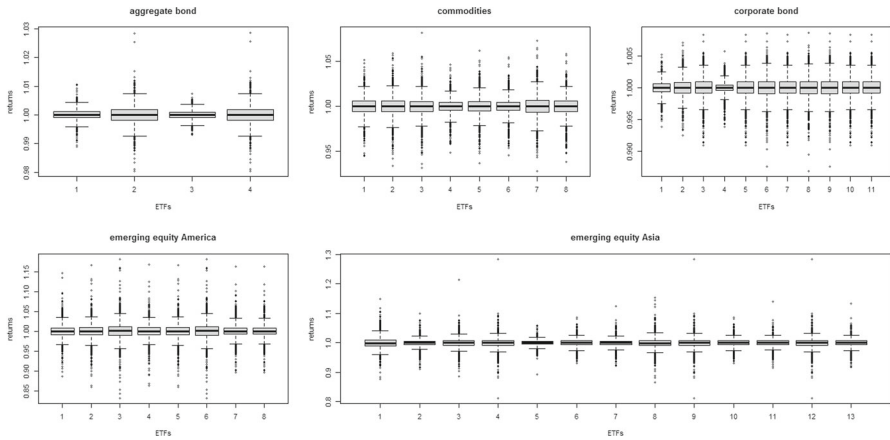 aggregate bond
returns
1.03
1.02
1.01
1.00
0.99
0.98
1 2 3 4
ETFs
commodities
returns
1.05
1.00
0.95
1 2 3 4 5 6 7 8
ETFs
corporate bond
returns
1.005
1.000
0.995
0.990
1 2 3 4 5 6 7 8 9 10 11
ETFs
emerging equity America
returns
1.15
1.10
1.05
1.00
0.95
0.90
0.85
1 2 3 4 5 6 7 8
ETFs
emerging equity Asia
returns
1.3
1.2
1.1
1.0
0.9
0.8
1 2 3 4 5 6 7 8 9 10 11 12 13
ETFs